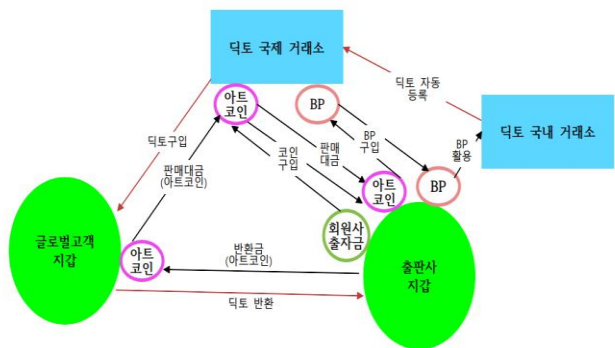 딕토 국제 거래소
아트
코인
BP
딕토 자동
등록
딕토 국내 거래소
딕토구입
판매대금
(아트코인)
코인
구입
판매
대금
BP
구입
BP
활용
아트
코인
BP
회원사
출자금
글로벌고객
지갑
아트
코인
반환금
(아트코인)
출판사
지갑
딕토 반환